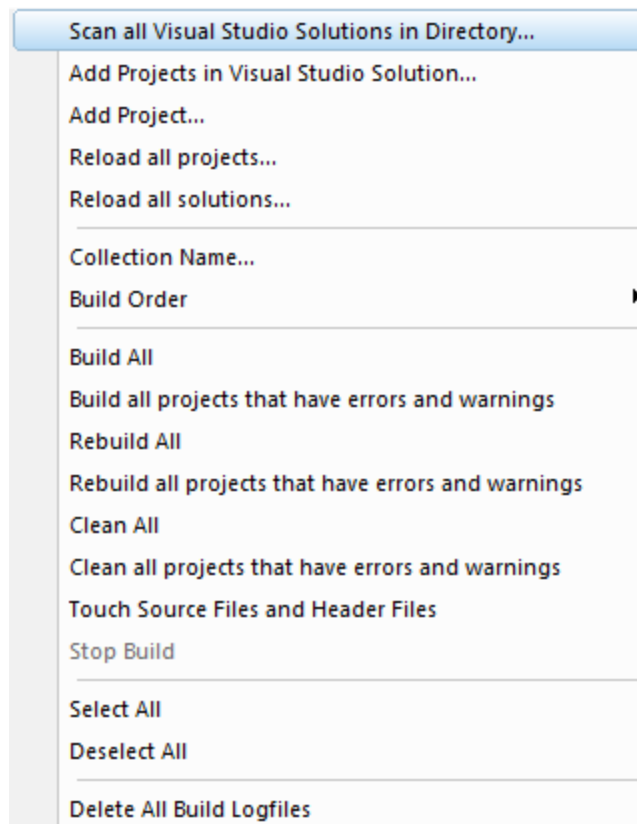 Scan all Visual Studio Solutions in Directory...
Add Projects in Visual Studio Solution...
Add Project...
Reload all projects...
Reload all solutions...
Collection Name...
Build Order
Build All
Build all projects that have errors and warnings
Rebuild All
Rebuild all projects that have errors and warnings
Clean All
Clean all projects that have errors and warnings
Touch Source Files and Header Files
Stop Build
Select All
Deselect All
Delete All Build Logfiles